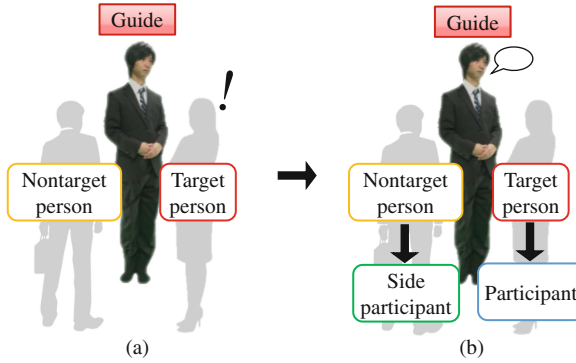 Guide
!
Nontarget
person
Target
person
(a)
Guide
Nontarget
person
Target
person
Side
participant
Participant
(b)